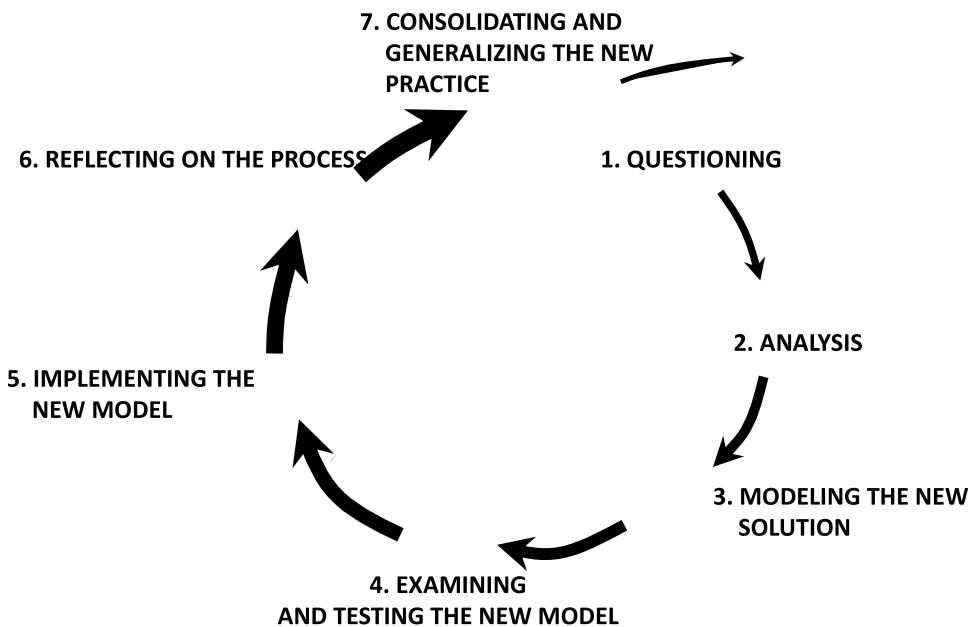 7. CONSOLIDATING AND
GENERALIZING THE NEW
PRACTICE
1. QUESTIONING
2. ANALYSIS
3. MODELING THE NEW
SOLUTION
4. EXAMINING
AND TESTING THE NEW MODEL
5. IMPLEMENTING THE
NEW MODEL
6. REFLECTING ON THE PROCESS